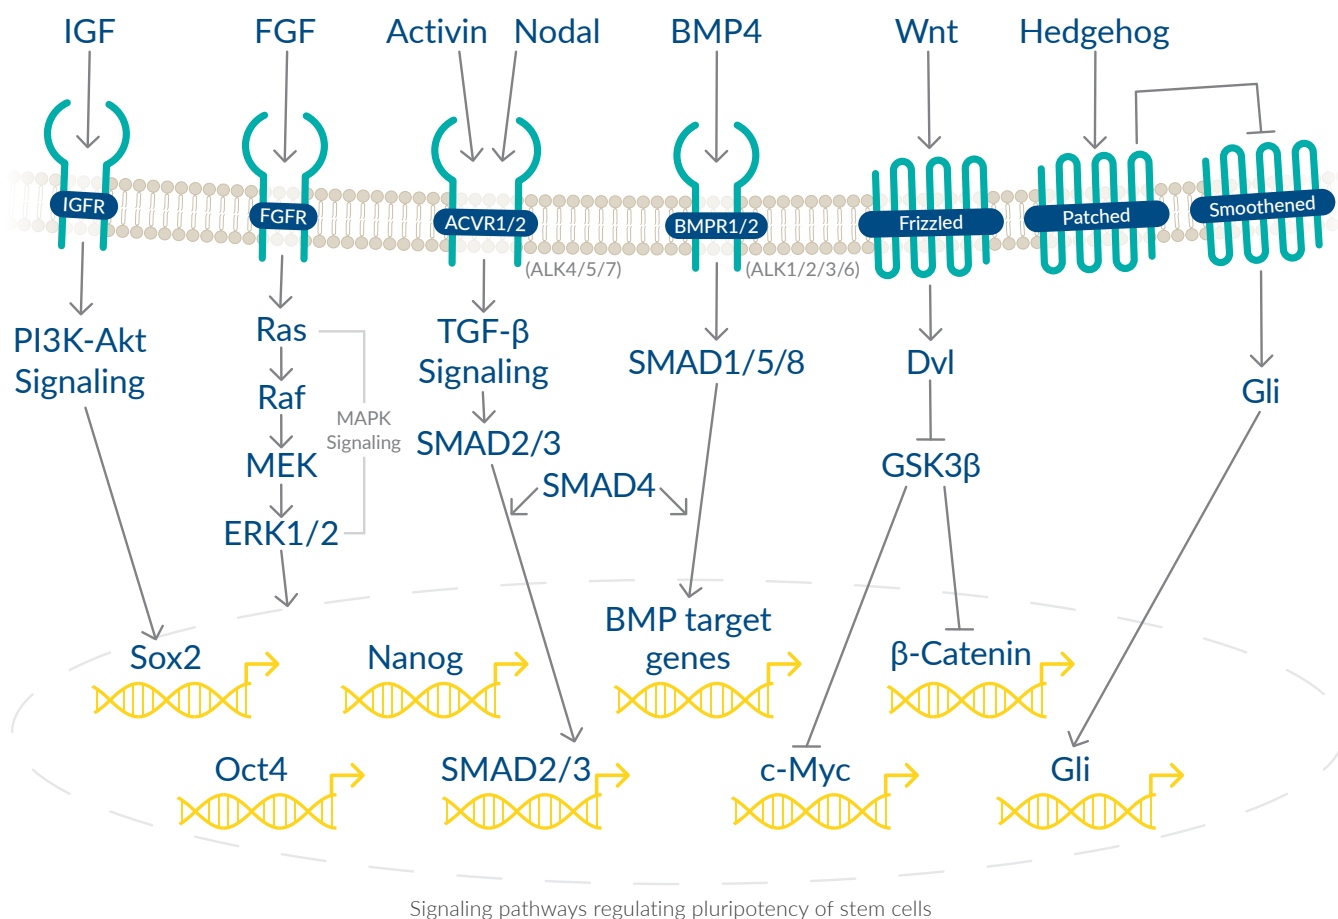 IGF
FGF
Activin
Nodal
BMP4
Wnt
Hedgehog
IGFR
FGFR
ACVR1/2
BMPR1/2
Frizzled
Patched
Smoothened
(ALK4/5/7)
(ALK1/2/3/6)
PI3K-Akt
Signaling
Ras
Raf
MEK
ERK1/2
MAPK
Signaling
TGF-β
Signaling
SMAD2/3
SMAD4
SMAD1/5/8
Dvl
GSK3β
Gli
Sox2
Nanog
BMP target
genes
β-Catenin
Oct4
SMAD2/3
c-Myc
Gli
Signaling pathways regulating pluripotency of stem cells